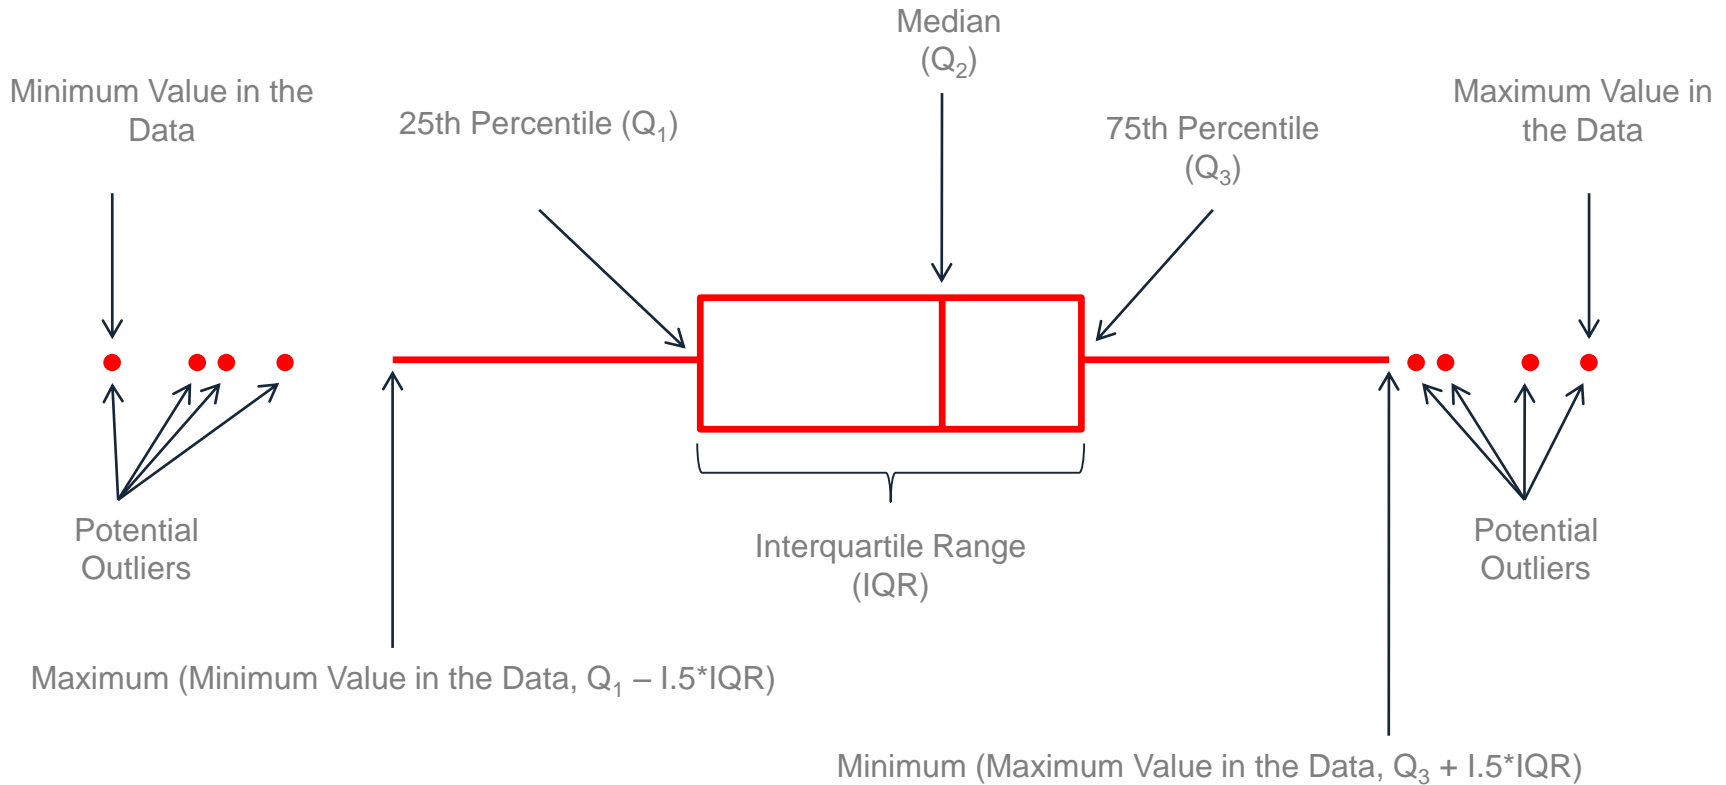 Median
(Q₂)
Minimum Value in the
Data
25th Percentile (Q₁)
75th Percentile
(Q₃)
Maximum Value in
the Data
Potential
Outliers
Interquartile Range
(IQR)
Potential
Outliers
Maximum (Minimum Value in the Data, Q₁ – I.5*IQR)
Minimum (Maximum Value in the Data, Q₃ + I.5*IQR)